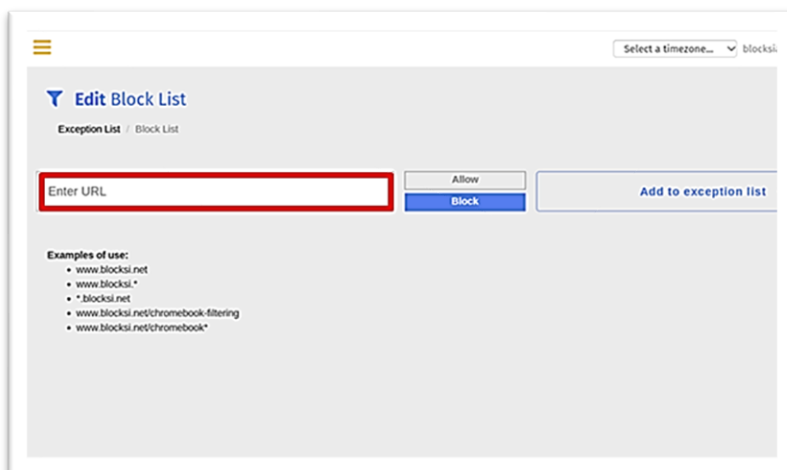 Select a timezone... blocksi
Edit Block List
Exception List / Block List
Enter URL
Allow
Block
Add to exception list
Examples of use:
• www.blocksi.net
• www.blocksi.*
• *.blocksi.net
• www.blocksi.net/chromebook-filtering
• www.blocksi.net/chromebook*